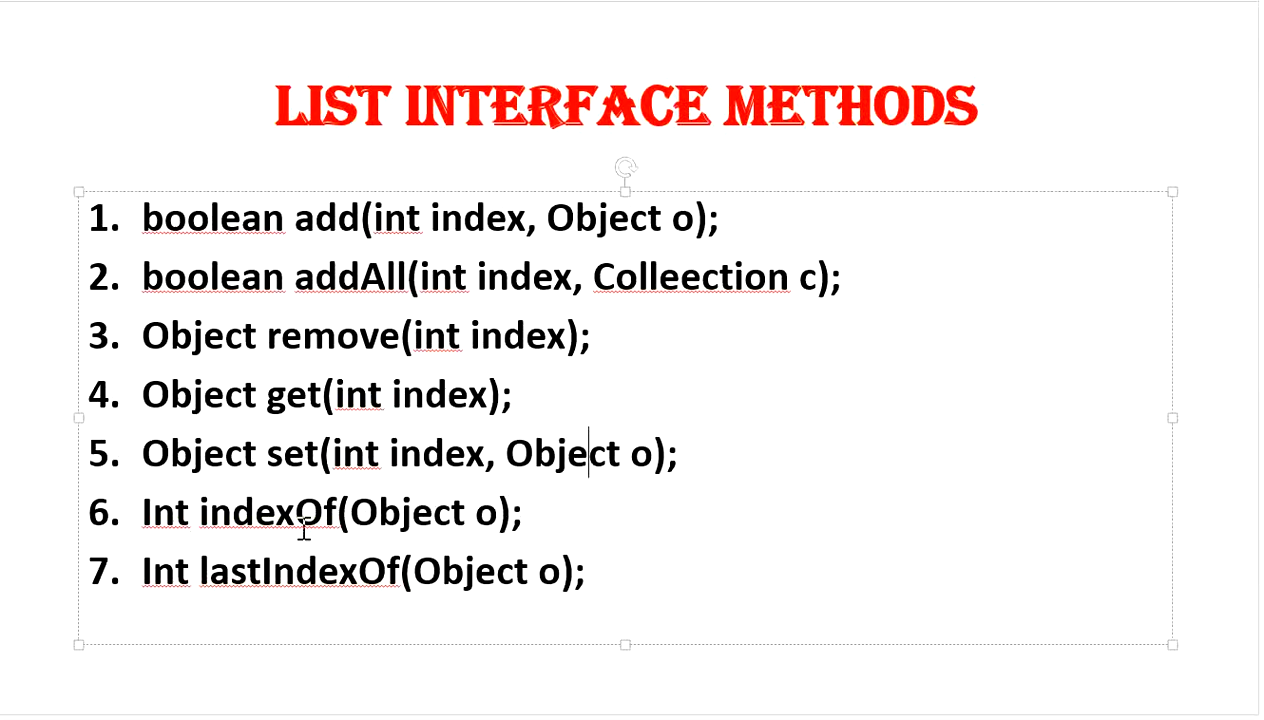 LIST INTERFACE METHODS
1. boolean add(int index, Object o);
2. boolean addAll(int index, Colleection c);
3. Object remove(int index);
4. Object get(int index);
5. Object set(int index, Object o);
6. Int indexOf(Object o);
7. Int lastIndexOf(Object o);